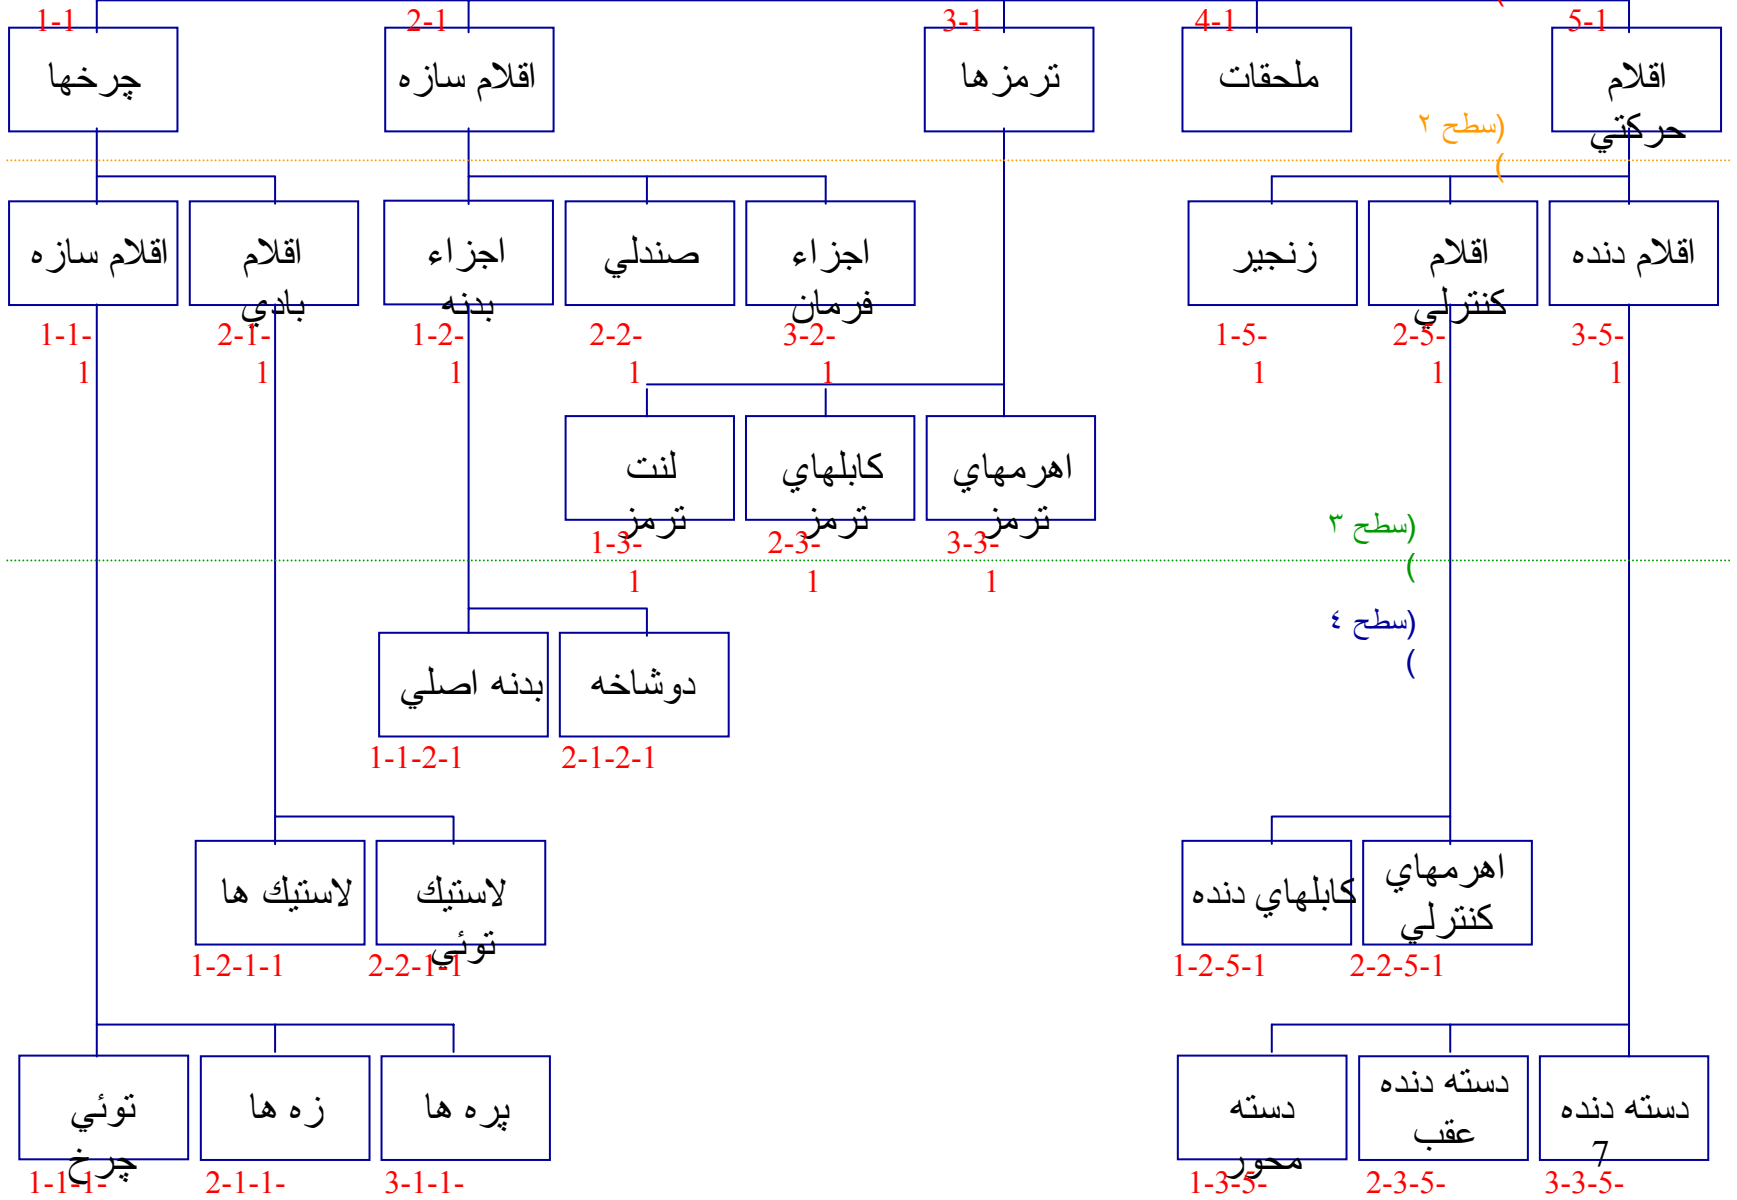 1-1
2-1
3-1
4-1
5-1
چرخها
اقلام سازه
ترمزها
ملحقات
اقلام
حركتي
(سطح ٢
)
اقلام سازه
اقلام
بادي
اجزاء
بدنه
صندلي
اجزاء
فرمان
زنجير
اقلام
كنترلي
اقلام دنده
1-1-
1
2-1-
1
1-2-
1
2-2-
1
3-2-
1
1-5-
1
2-5-
1
3-5-
1
لنت
ترمز
كابلهاي
ترمز
اهرمهاي
ترمز
1-3-
1
2-3-
1
3-3-
1
(سطح ٣
)
(سطح ٤
)
بدنه اصلي
دوشاخه
1-1-2-1
2-1-2-1
لاستيك ها
لاستيك
توئي
كابلهاي دنده
اهرمهاي
كنترلي
1-2-1-1
2-2-1-1
1-2-5-1
2-2-5-1
توئي
چرخ
زه ها
پره ها
دسته
محور
دسته دنده
عقب
دسته دنده
7
1-1-1-
2-1-1-
3-1-1-
1-3-5-
2-3-5-
3-3-5-